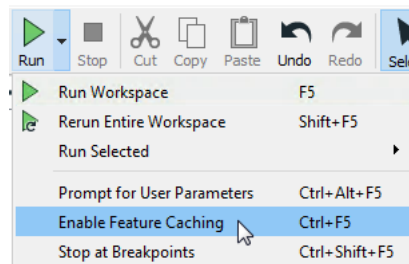 Run Stop Cut Copy Paste Undo Redo
Run Workspace F5
Rerun Entire Workspace Shift+F5
Run Selected
Prompt for User Parameters Ctrl+Alt+F5
Enable Feature Caching Ctrl+F5
Stop at Breakpoints Ctrl+Shift+F5